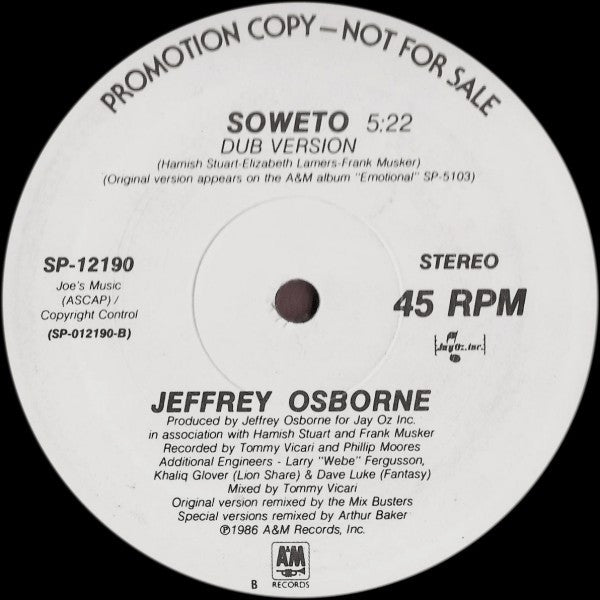 PROMOTION COPY — NOT FOR SALE
SOWETO 5:22
DUB VERSION
(Hamish Stuart-Elizabeth Lamers-Frank Musker)
(Original version appears on the A&M album "Emotional" SP-5103)
SP-12190
Joe's Music
(ASCAP) /
Copyright Control
(SP-012190-B)
STEREO
45 RPM
JayOz.Inc.
JEFFREY OSBORNE
Produced by Jeffrey Osborne for Jay Oz Inc.
in association with Hamish Stuart and Frank Musker
Recorded by Tommy Vicari and Phillip Moores
Additional Engineers - Larry "Webe" Fergusson,
Khaliq Glover (Lion Share) & Dave Luke (Fantasy)
Mixed by Tommy Vicari
Original version remixed by the Mix Busters
Special versions remixed by Arthur Baker
℗1986 A&M Records, Inc.
A&M
RECORDS
B